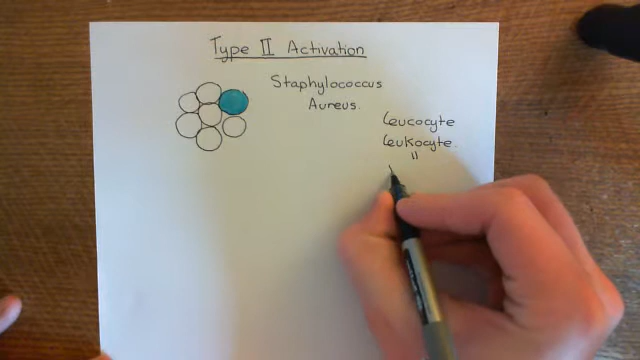 Type II Activation
Staphylococcus
Aureus.
Leucocyte
Leukocyte.